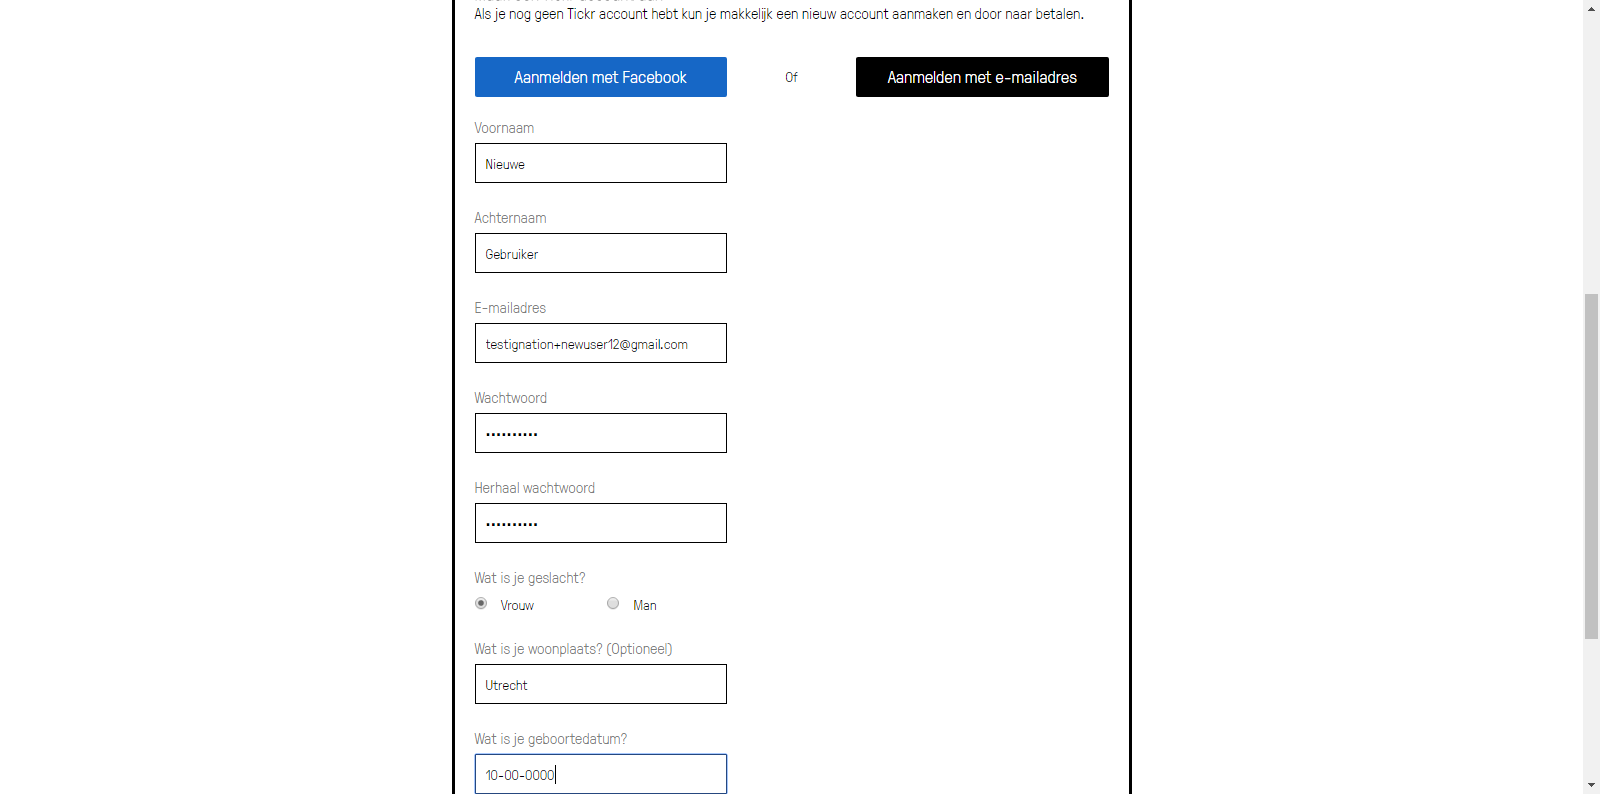 Als je nog geen Tickr account hebt kun je makkelijk een nieuw account aanmaken en door naar betalen.
Aanmelden met Facebook
Of
Aanmelden met e-mailadres
Voornaam
Nieuwe
Achternaam
Gebruiker
E-mailadres
testignation+newuser12@gmail.com
Wachtwoord
••••••••••
Herhaal wachtwoord
••••••••••
Wat is je geslacht?
Vrouw Man
Wat is je woonplaats? (Optioneel)
Utrecht
Wat is je geboortedatum?
10-00-0000